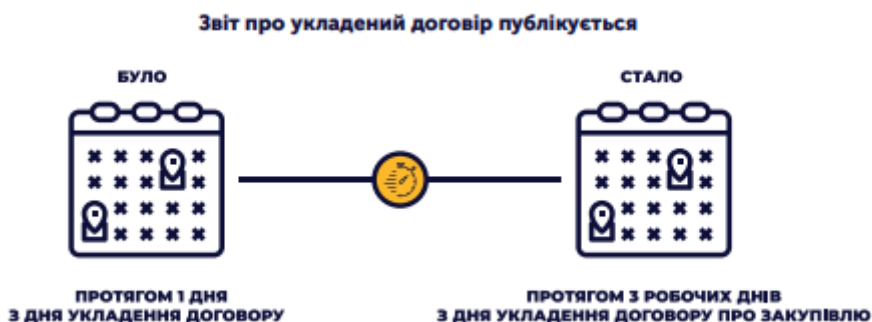 Звіт про укладений договір публікується
БУЛО
СТАЛО
ПРОТЯГОМ 1 ДНЯ
З ДНЯ УКЛАДЕННЯ ДОГОВОРУ
ПРОТЯГОМ 3 РОБОЧИХ ДНІВ
З ДНЯ УКЛАДЕННЯ ДОГОВОРУ ПРО ЗАКУПІВЛЮ